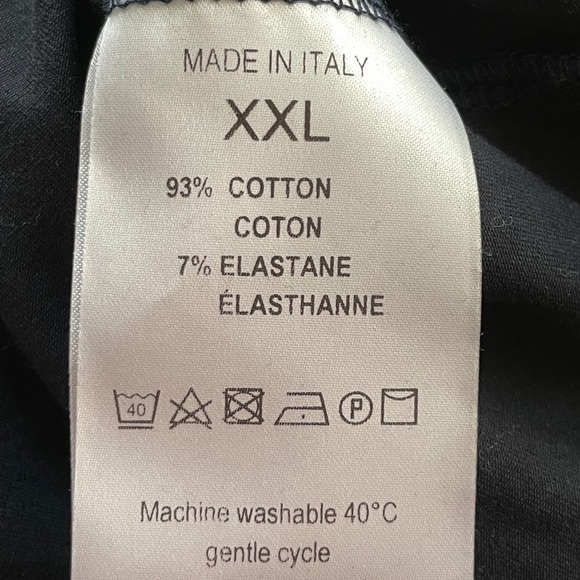 MADE IN ITALY
XXL
93% COTTON
COTON
7% ELASTANE
ÉLASTHANNE
40 P
Machine washable 40°C
gentle cycle